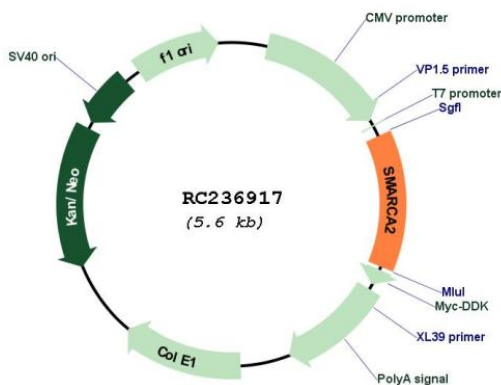 CMV promoter
SV40 ori
f1 ori
VP1.5 primer
T7 promoter
SgfI
Kan/ Neo
RC236917
(5.6 kb)
SMARCA2
MluI
Myc-DDK
XL39 primer
Col E1
PolyA signal